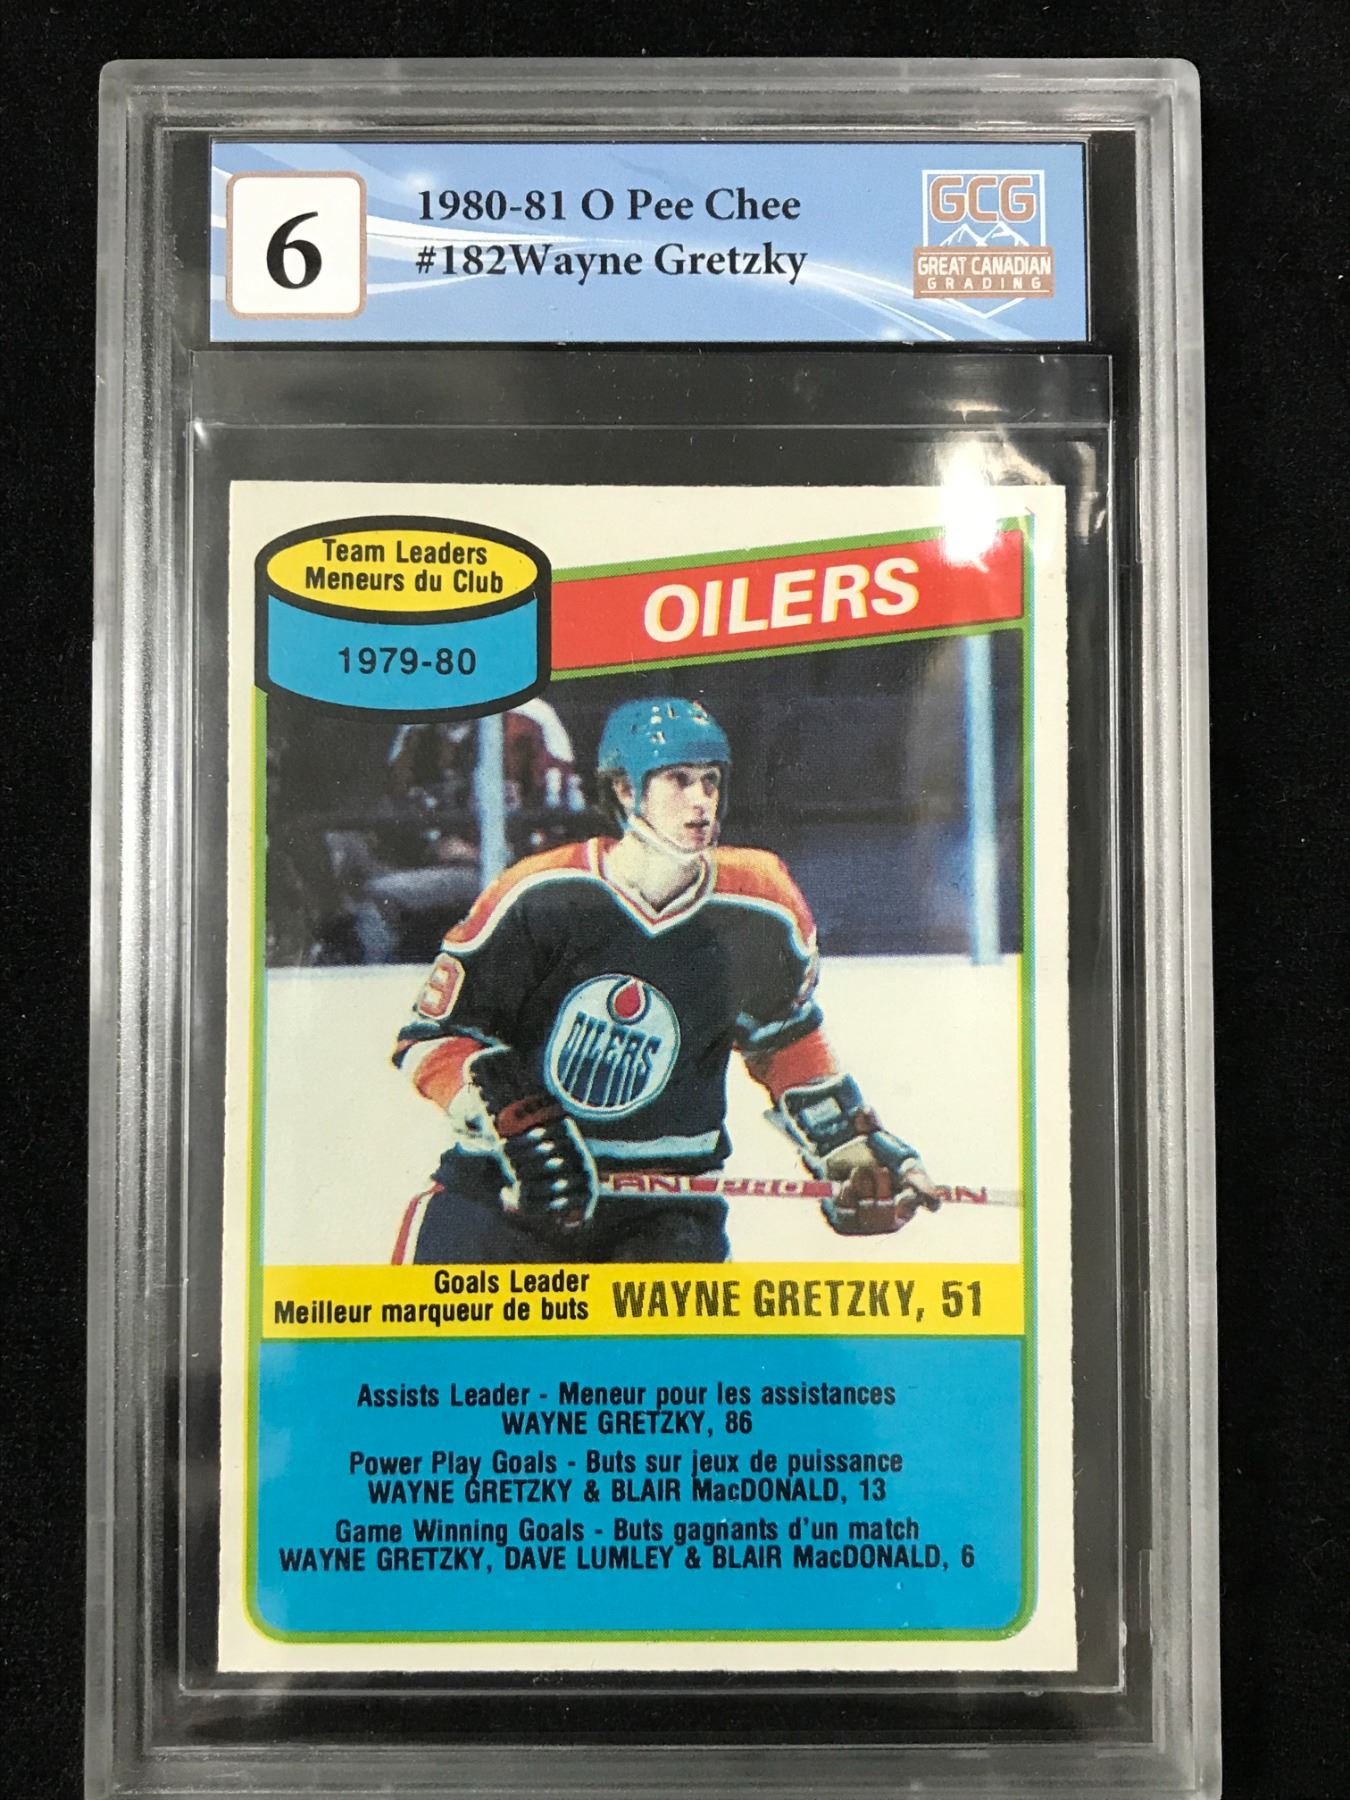 6
1980-81 O Pee Chee
#182Wayne Gretzky
GCG
GREAT CANADIAN
GRADING
Team Leaders
Meneurs du Club
1979-80
OILERS
OILERS
Goals Leader
Meilleur marqueur de buts
WAYNE GRETZKY, 51
Assists Leader - Meneur pour les assistances
WAYNE GRETZKY, 86
Power Play Goals - Buts sur jeux de puissance
WAYNE GRETZKY & BLAIR MacDONALD, 13
Game Winning Goals - Buts gagnants d'un match
WAYNE GRETZKY, DAVE LUMLEY & BLAIR MacDONALD, 6